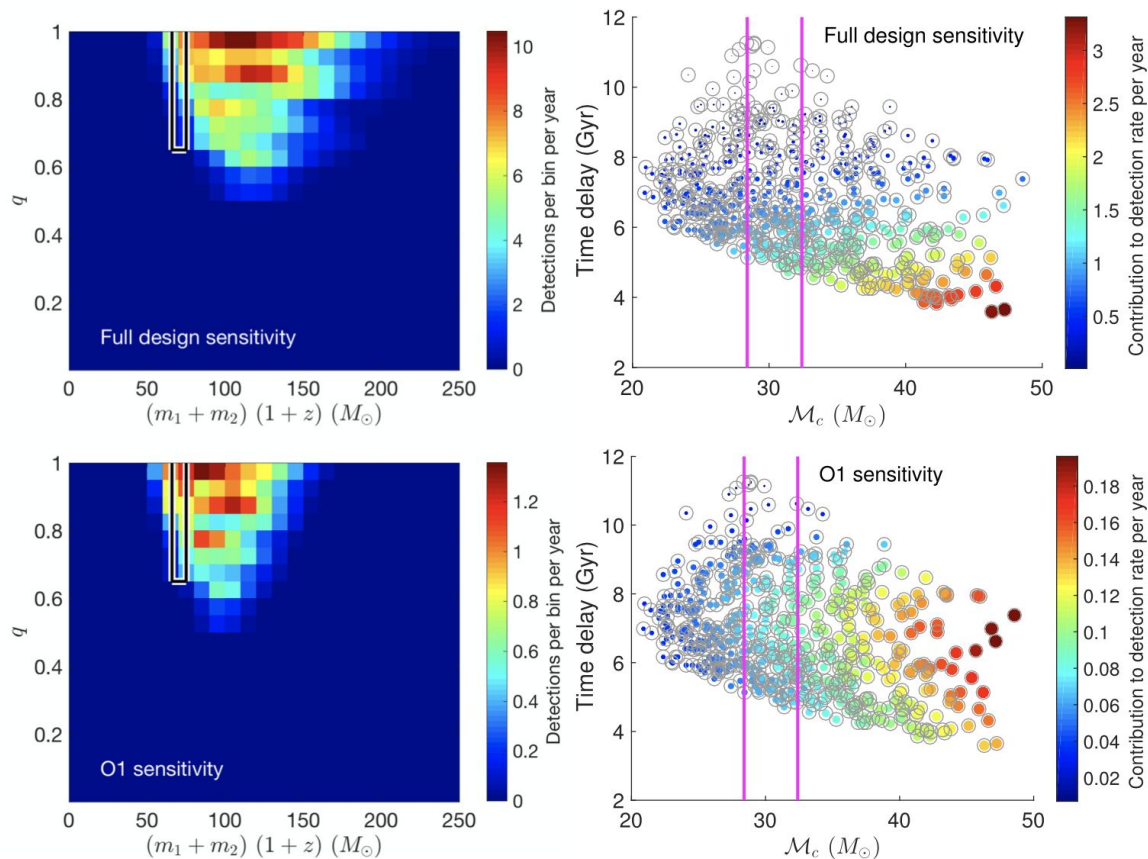 1
0.8
0.6
0.4
0.2
q
Full design sensitivity
0 50 100 150 200 250
(m₁ + m₂) (1 + z) (M⊙)
10
8
6
4
2
0
Detections per bin per year
12
10
8
6
4
2
Time delay (Gyr)
Full design sensitivity
20 30 40 50
ℳc (M⊙)
3
2.5
2
1.5
1
0.5
Contribution to detection rate per year
1
0.8
0.6
0.4
0.2
q
O1 sensitivity
0 50 100 150 200 250
(m₁ + m₂) (1 + z) (M⊙)
1.2
1
0.8
0.6
0.4
0.2
0
Detections per bin per year
12
10
8
6
4
2
Time delay (Gyr)
O1 sensitivity
20 30 40 50
ℳc (M⊙)
0.18
0.16
0.14
0.12
0.1
0.08
0.06
0.04
0.02
Contribution to detection rate per year